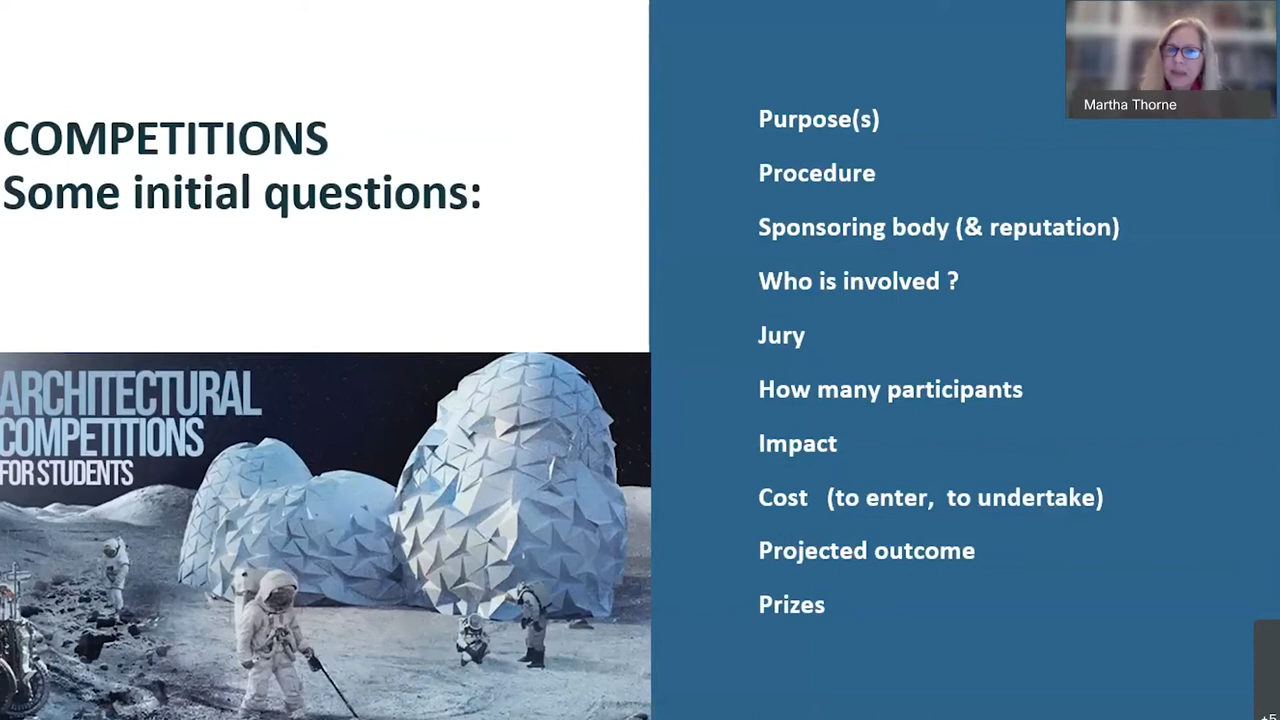 COMPETITIONS
Some initial questions:
ARCHITECTURAL
COMPETITIONS
FOR STUDENTS
Purpose(s)
Procedure
Sponsoring body (& reputation)
Who is involved ?
Jury
How many participants
Impact
Cost (to enter, to undertake)
Projected outcome
Prizes
Martha Thorne